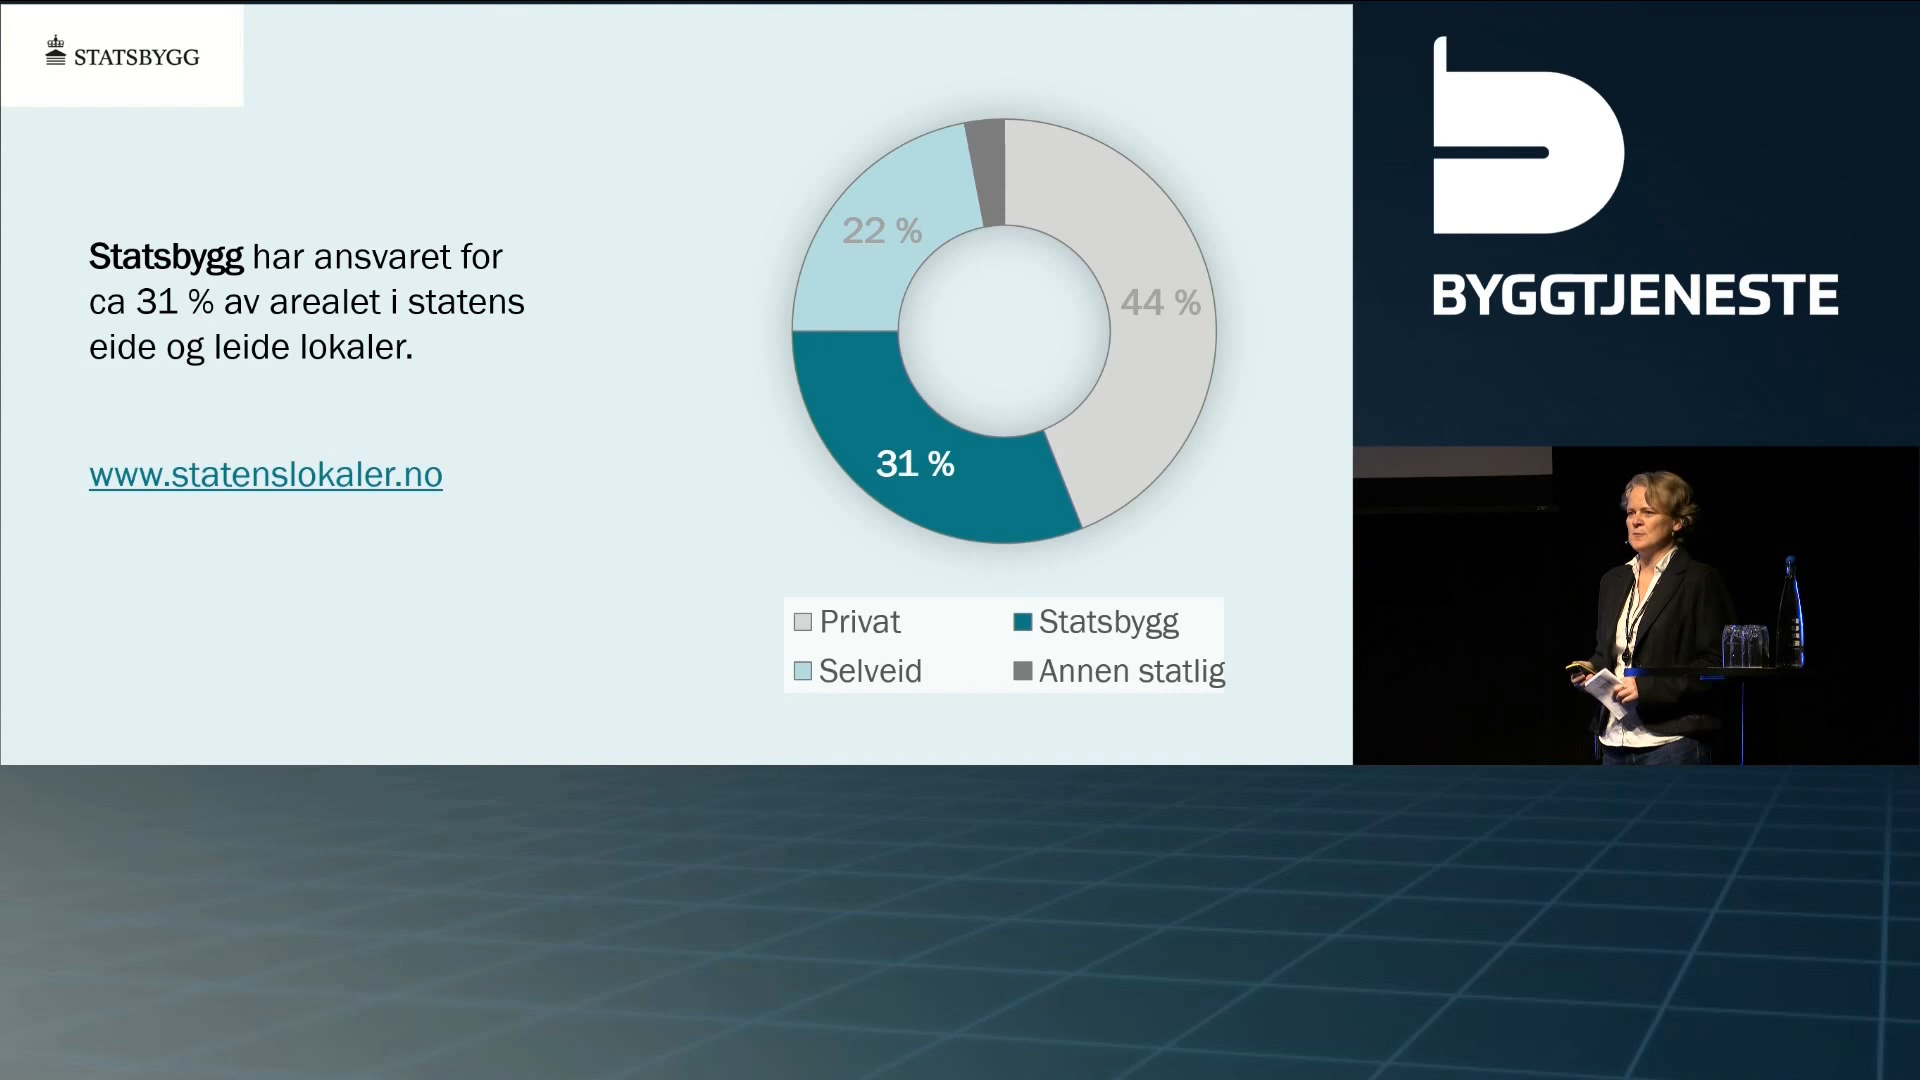 STATSBYGG
Statsbygg har ansvaret for
ca 31 % av arealet i statens
eide og leide lokaler.
www.statenslokaler.no
22 %
44 %
31 %
Privat
Statsbygg
Selveid
Annen statlig
BYGGTJENESTE